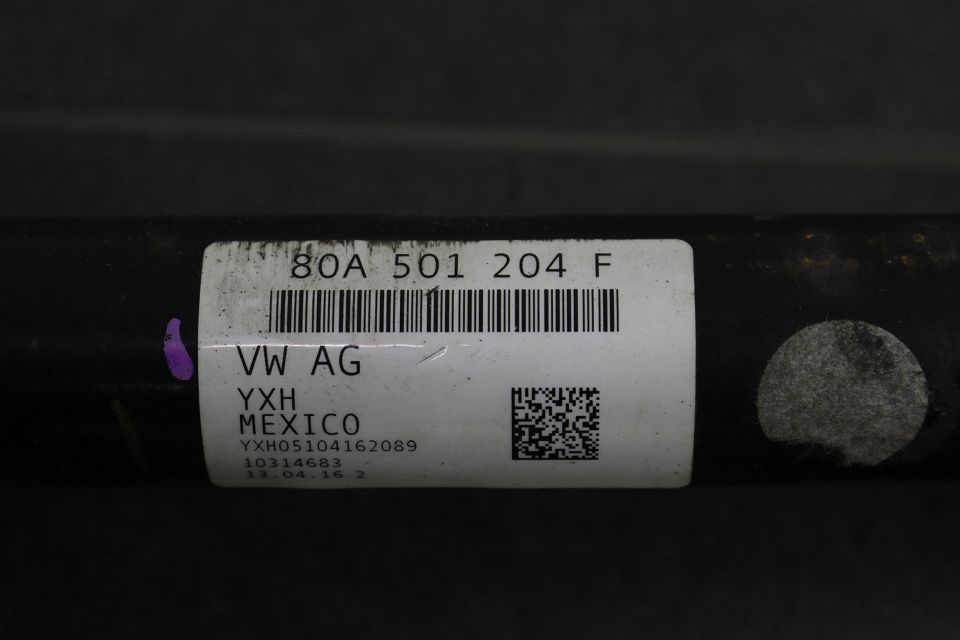 80A 501 204 F
VW AG
YXH
MEXICO
YXH05104162089
10314683
13.04.16 2